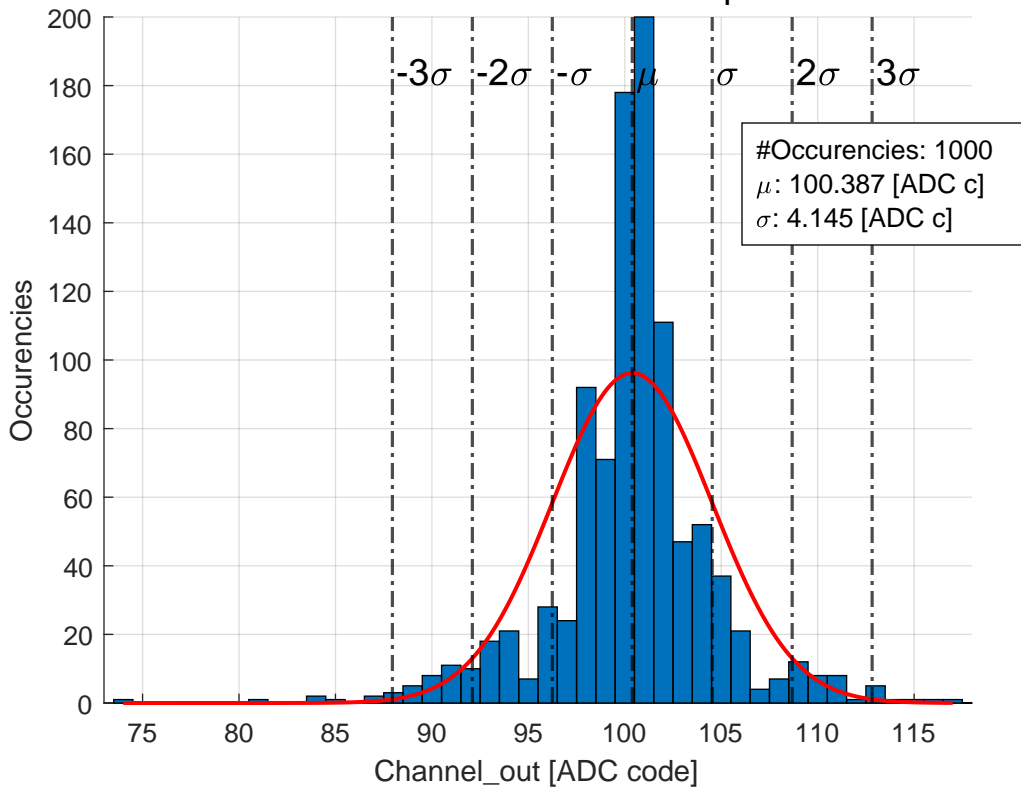 200
180
160
140
120
100
80
60
40
20
0
Occurencies
-3σ -2σ -σ μ σ 2σ 3σ
#Occurencies: 1000
μ: 100.387 [ADC c]
σ: 4.145 [ADC c]
75 80 85 90 95 100 105 110 115
Channel_out [ADC code]